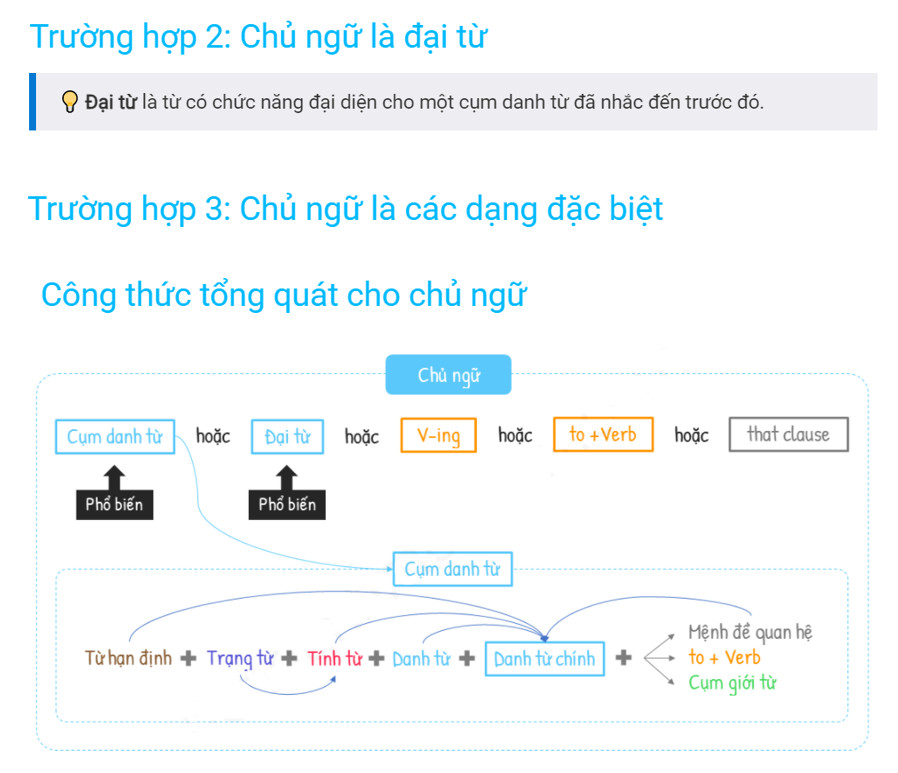 Trường hợp 2: Chủ ngữ là đại từ
Đại từ là từ có chức năng đại diện cho một cụm danh từ đã nhắc đến trước đó.
Trường hợp 3: Chủ ngữ là các dạng đặc biệt
Công thức tổng quát cho chủ ngữ
Chủ ngữ
Cụm danh từ hoặc Đại từ hoặc V-ing hoặc to +Verb hoặc that clause
Phổ biến Phổ biến
Cụm danh từ
Từ hạn định + Trạng từ + Tính từ + Danh từ + Danh từ chính +
Mệnh đề quan hệ
to + Verb
Cụm giới từ